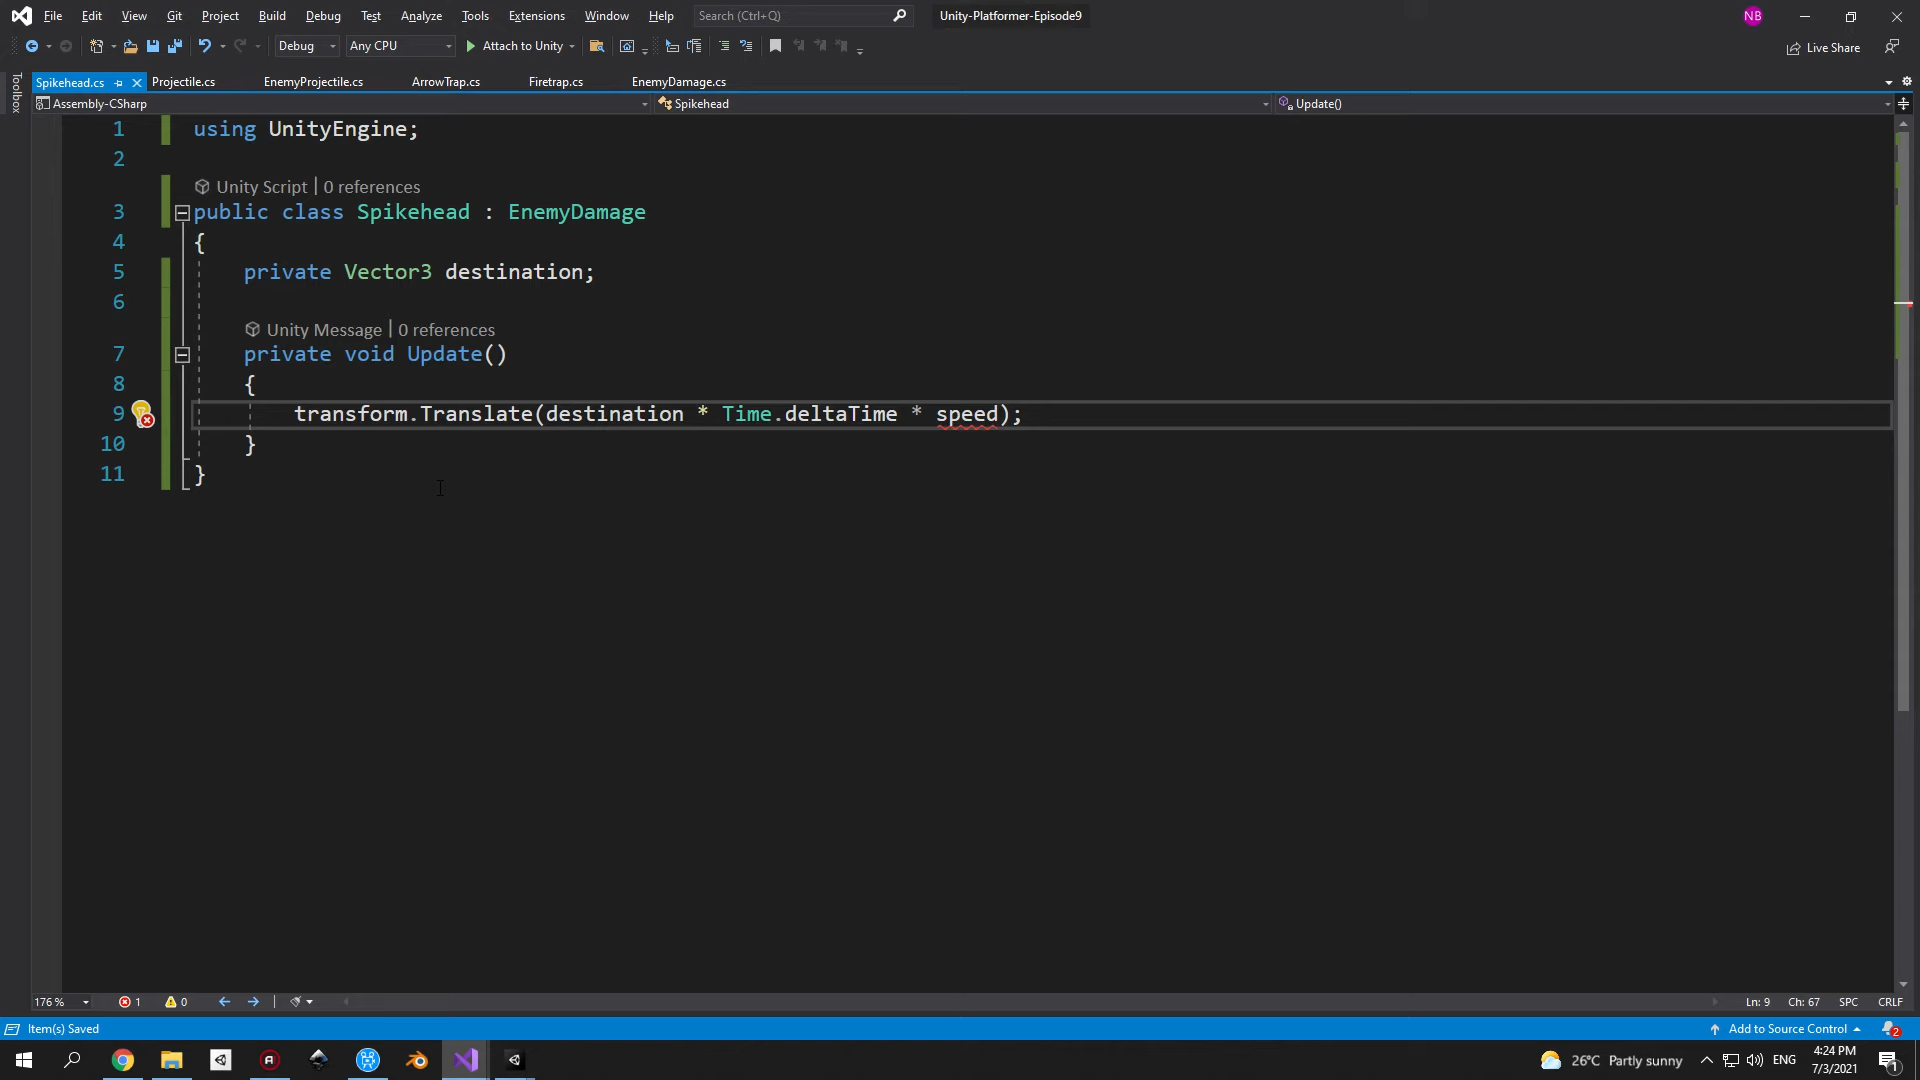 File Edit View Git Project Build Debug Test Analyze Tools Extensions Window Help Search (Ctrl+Q) Unity-Platformer-Episode9 NB
Debug Any CPU Attach to Unity Live Share
Toolbox
Spikehead.cs Projectile.cs EnemyProjectile.cs ArrowTrap.cs Firetrap.cs EnemyDamage.cs
Assembly-CSharp Spikehead Update()
1 using UnityEngine;
2
Unity Script | 0 references
3 public class Spikehead : EnemyDamage
4 {
5 private Vector3 destination;
6
Unity Message | 0 references
7 private void Update()
8 {
9 transform.Translate(destination * Time.deltaTime * speed);
10 }
11 }
176 % 1 0 Ln: 9 Ch: 67 SPC CRLF
Item(s) Saved Add to Source Control 2
26°C Partly sunny ENG 4:24 PM
7/3/2021 1